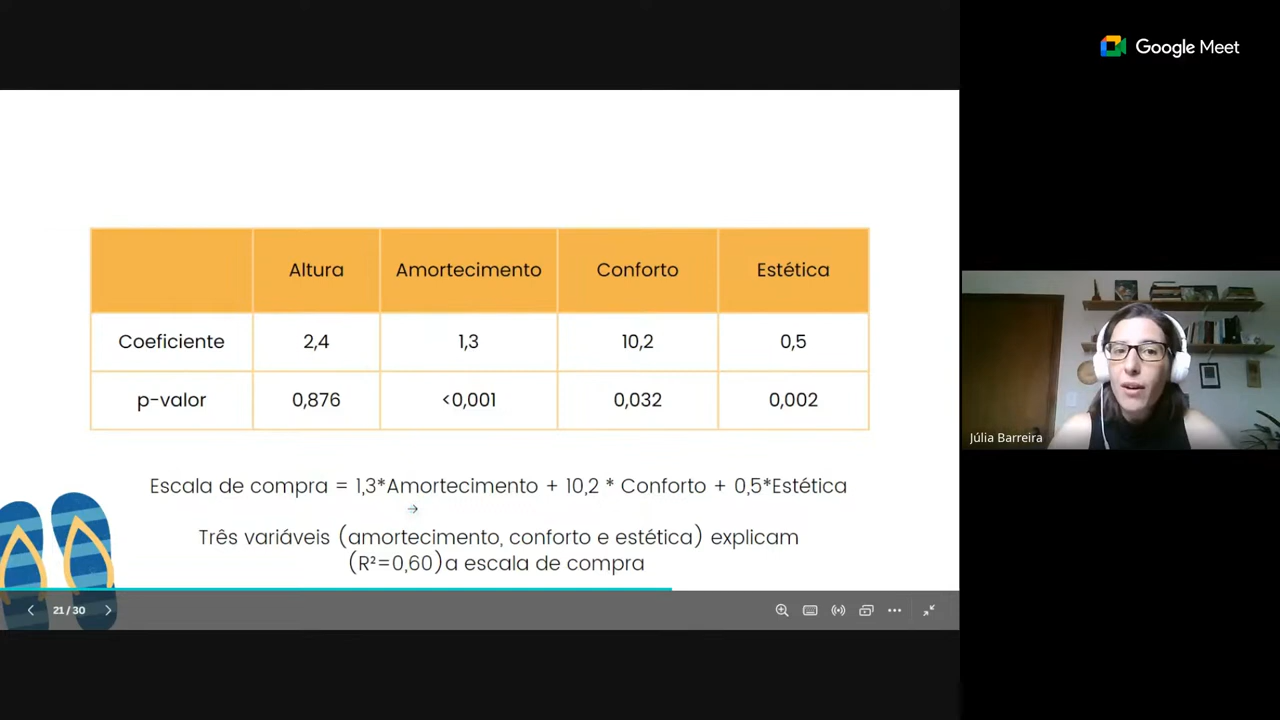 Google Meet
Altura Amortecimento Conforto Estética
Coeficiente 2,4 1,3 10,2 0,5
p-valor 0,876 <0,001 0,032 0,002
Escala de compra = 1,3*Amortecimento + 10,2 * Conforto + 0,5*Estética
Três variáveis (amortecimento, conforto e estética) explicam
(R²=0,60)a escala de compra
21 / 30
Júlia Barreira